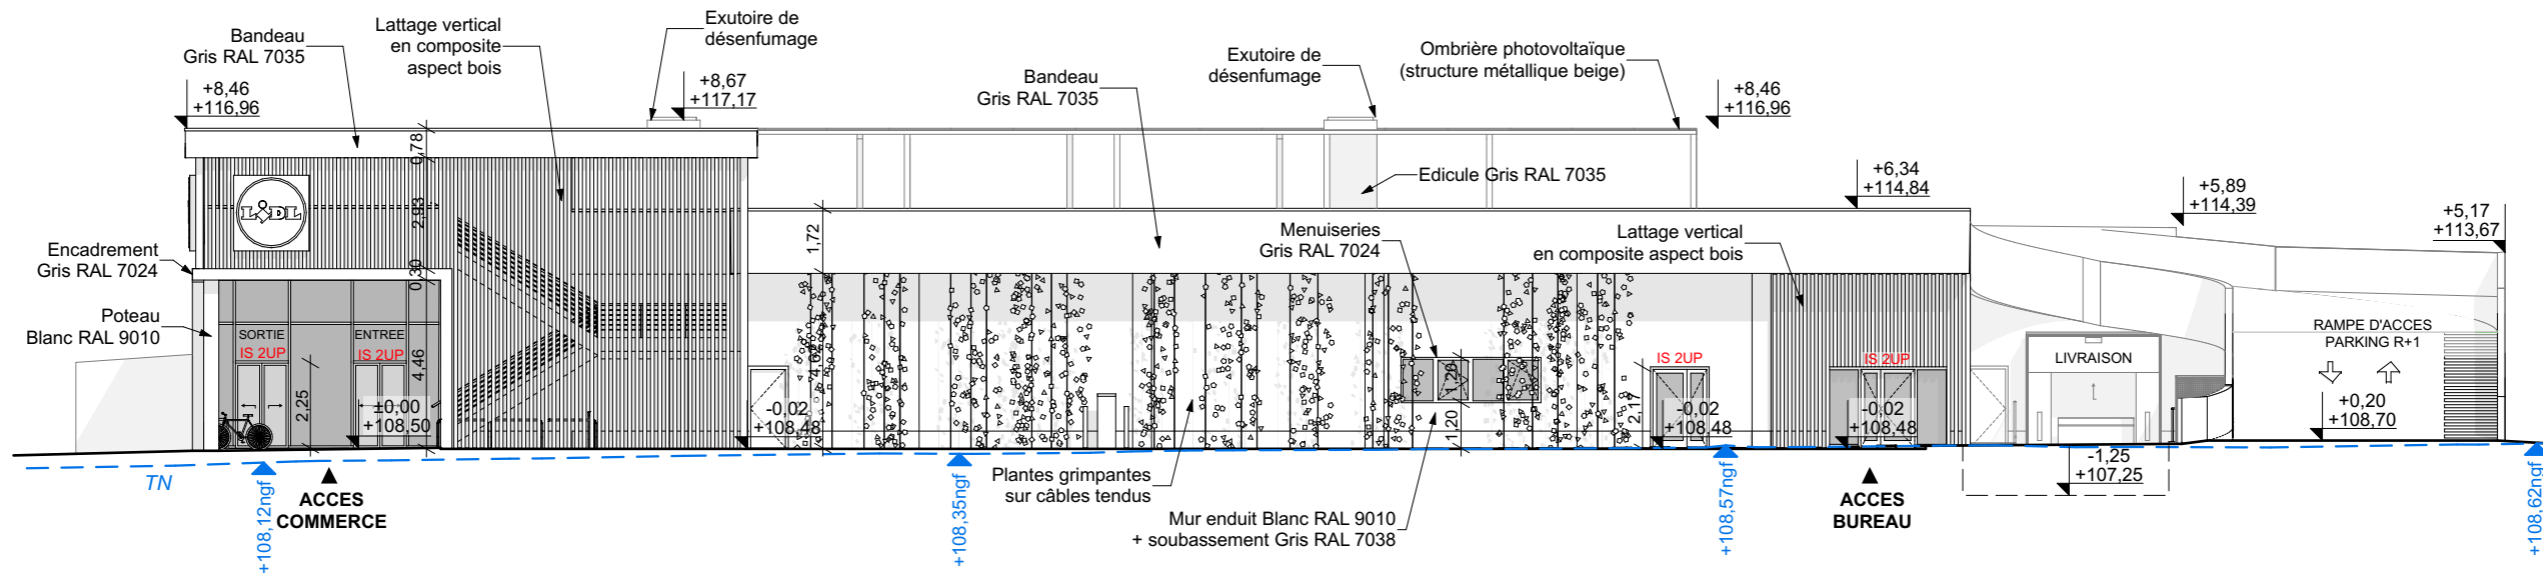 Bandeau
Gris RAL 7035
Lattage vertical
en composite
aspect bois
Exutoire de
désenfumage
+8,46
+116,96
+8,67
+117,17
Bandeau
Gris RAL 7035
Exutoire de
désenfumage
Ombrière photovoltaïque
(structure métallique beige)
+8,46
+116,96
0,78
2,93
0,30
4,46
LIDL
Edicule Gris RAL 7035
+6,34
+114,84
+5,89
+114,39
+5,17
+113,67
Encadrement
Gris RAL 7024
1,72
Menuiseries
Gris RAL 7024
Lattage vertical
en composite aspect bois
Poteau
Blanc RAL 9010
SORTIE
IS 2UP
ENTREE
IS 2UP
2,25
±0,00
+108,50
-0,02
+108,48
1,20
2,17
IS 2UP
-0,02
+108,48
IS 2UP
-0,02
+108,48
LIVRAISON
RAMPE D'ACCES
PARKING R+1
+0,20
+108,70
-1,25
+107,25
TN
+108,12ngf
ACCES
COMMERCE
+108,35ngf
Plantes grimpantes
sur câbles tendus
Mur enduit Blanc RAL 9010
+ soubassement Gris RAL 7038
+108,57ngf
ACCES
BUREAU
+108,62ngf